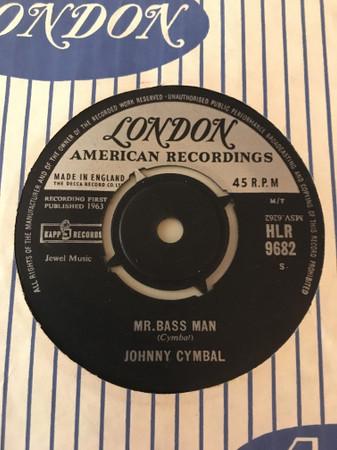 ONDON
ALL RIGHTS OF THE MANUFACTURER AND OF THE OWNER OF THE RECORDED WORK RESERVED · UNAUTHORISED PUBLIC PERFORMANCE BROADCASTING AND COPYING OF THIS RECORD PROHIBITED
LONDON
AMERICAN RECORDINGS
MADE IN ENGLAND
THE DECCA RECORD CO. LTD
45 R.P.M
RECORDING FIRST
PUBLISHED 1963
M/T
MSV.6262
KAPP RECORDS
HLR
9682
Jewel Music
S
MR.BASS MAN
(Cymbal)
JOHNNY CYMBAL